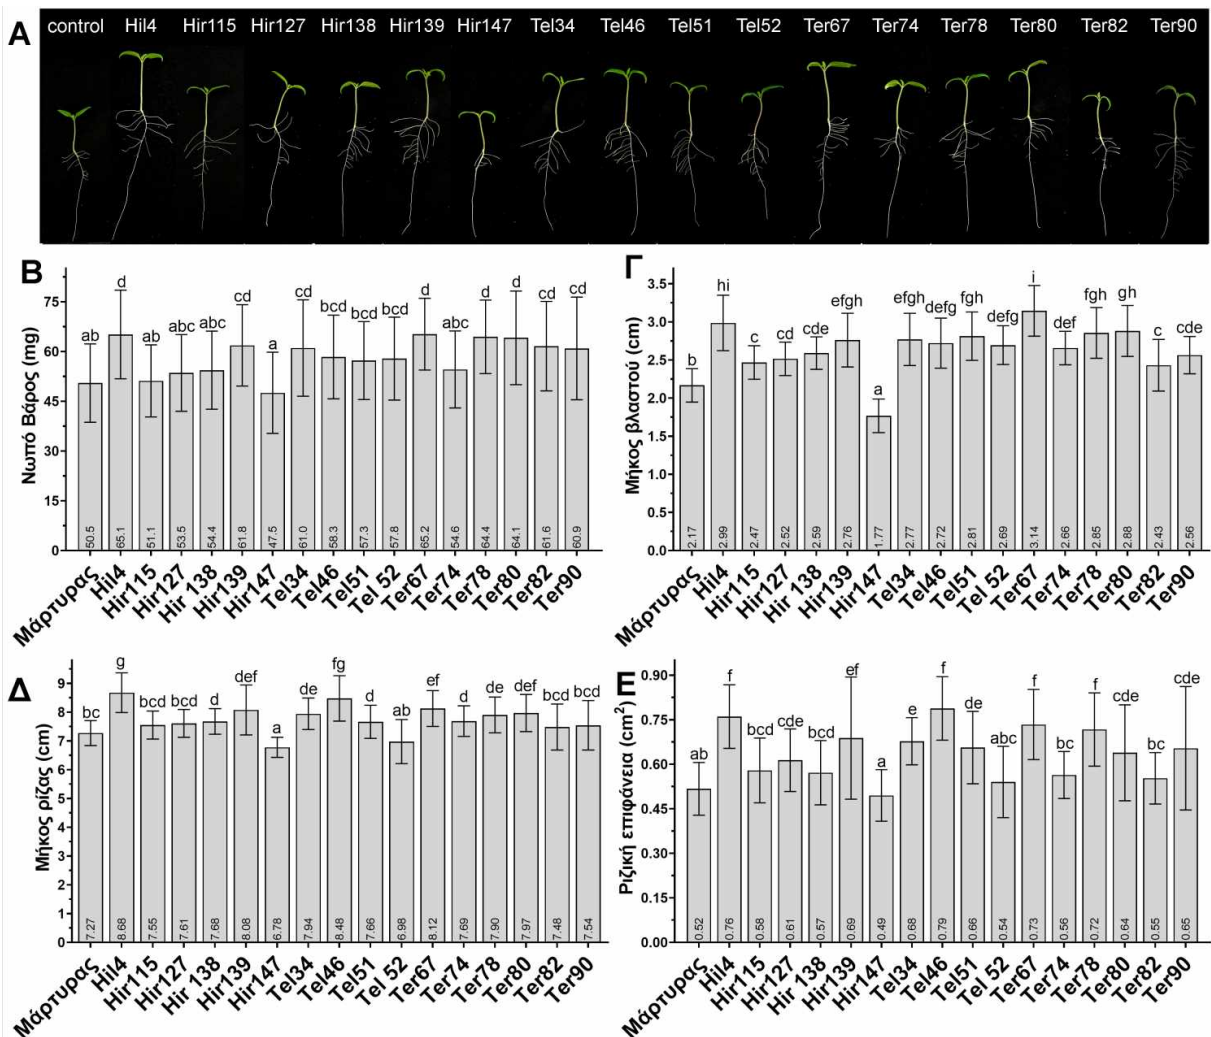 A
control Hil4 Hir115 Hir127 Hir138 Hir139 Hir147 Tel34 Tel46 Tel51 Tel52 Ter67 Ter74 Ter78 Ter80 Ter82 Ter90
B
Νωπό Βάρος (mg)
75
60
45
30
15
0
ab d ab abc abc cd a cd bcd bcd bcd d abc d d cd cd
50.5 65.1 51.1 53.5 54.4 61.8 47.5 61.0 58.3 57.3 57.8 65.2 54.6 64.4 64.1 61.6 60.9
Μάρτυρας Hil4 Hir115 Hir127 Hir 138 Hir139 Hir147 Tel34 Tel46 Tel51 Tel 52 Ter67 Ter74 Ter78 Ter80 Ter82 Ter90
Γ
Μήκος βλαστού (cm)
3.5
3.0
2.5
2.0
1.5
1.0
0.5
0.0
b hi c cd cde efgh a efgh defg fgh defg i def fgh gh c cde
2.17 2.99 2.47 2.52 2.59 2.76 1.77 2.77 2.72 2.81 2.69 3.14 2.66 2.85 2.88 2.43 2.56
Μάρτυρας Hil4 Hir115 Hir127 Hir 138 Hir139 Hir147 Tel34 Tel46 Tel51 Tel 52 Ter67 Ter74 Ter78 Ter80 Ter82 Ter90
Δ
Μήκος ρίζας (cm)
9
8
7
6
5
4
3
2
1
0
bc g bcd bcd d def a de fg d ab ef d de def bcd bcd
7.27 8.68 7.55 7.61 7.68 8.08 6.78 7.94 8.48 7.66 6.98 8.12 7.69 7.90 7.97 7.48 7.54
Μάρτυρας Hil4 Hir115 Hir127 Hir 138 Hir139 Hir147 Tel34 Tel46 Tel51 Tel 52 Ter67 Ter74 Ter78 Ter80 Ter82 Ter90
Ε
Ριζική επιφάνεια (cm²)
0.90
0.75
0.60
0.45
0.30
0.15
0.00
ab f bcd cde bcd ef a e f de abc f bc f cde bc cde
0.52 0.76 0.58 0.61 0.57 0.69 0.49 0.68 0.79 0.66 0.54 0.73 0.56 0.72 0.64 0.55 0.65
Μάρτυρας Hil4 Hir115 Hir127 Hir 138 Hir139 Hir147 Tel34 Tel46 Tel51 Tel 52 Ter67 Ter74 Ter78 Ter80 Ter82 Ter90